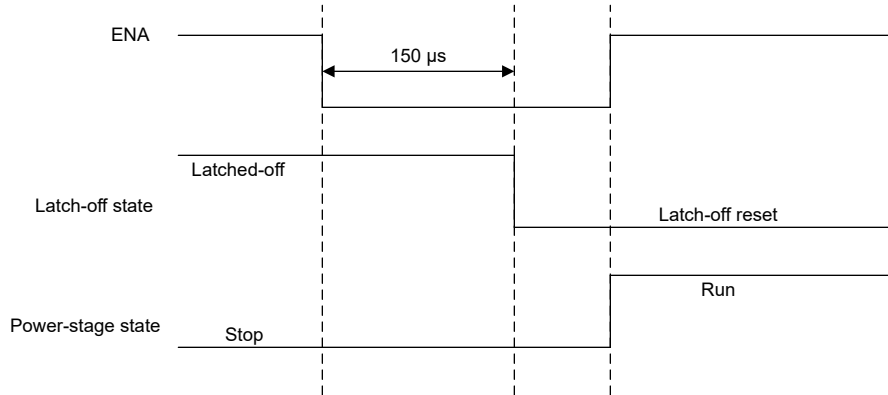 ENA
150 µs
Latched-off
Latch-off state
Latch-off reset
Run
Power-stage state
Stop